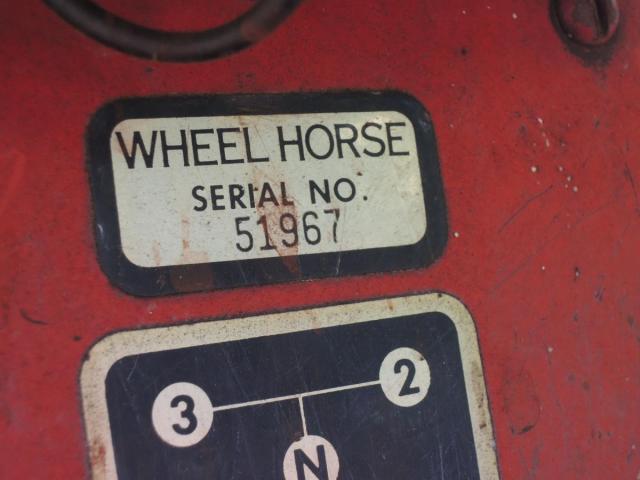 WHEEL HORSE
SERIAL NO.
51967
3 2
N